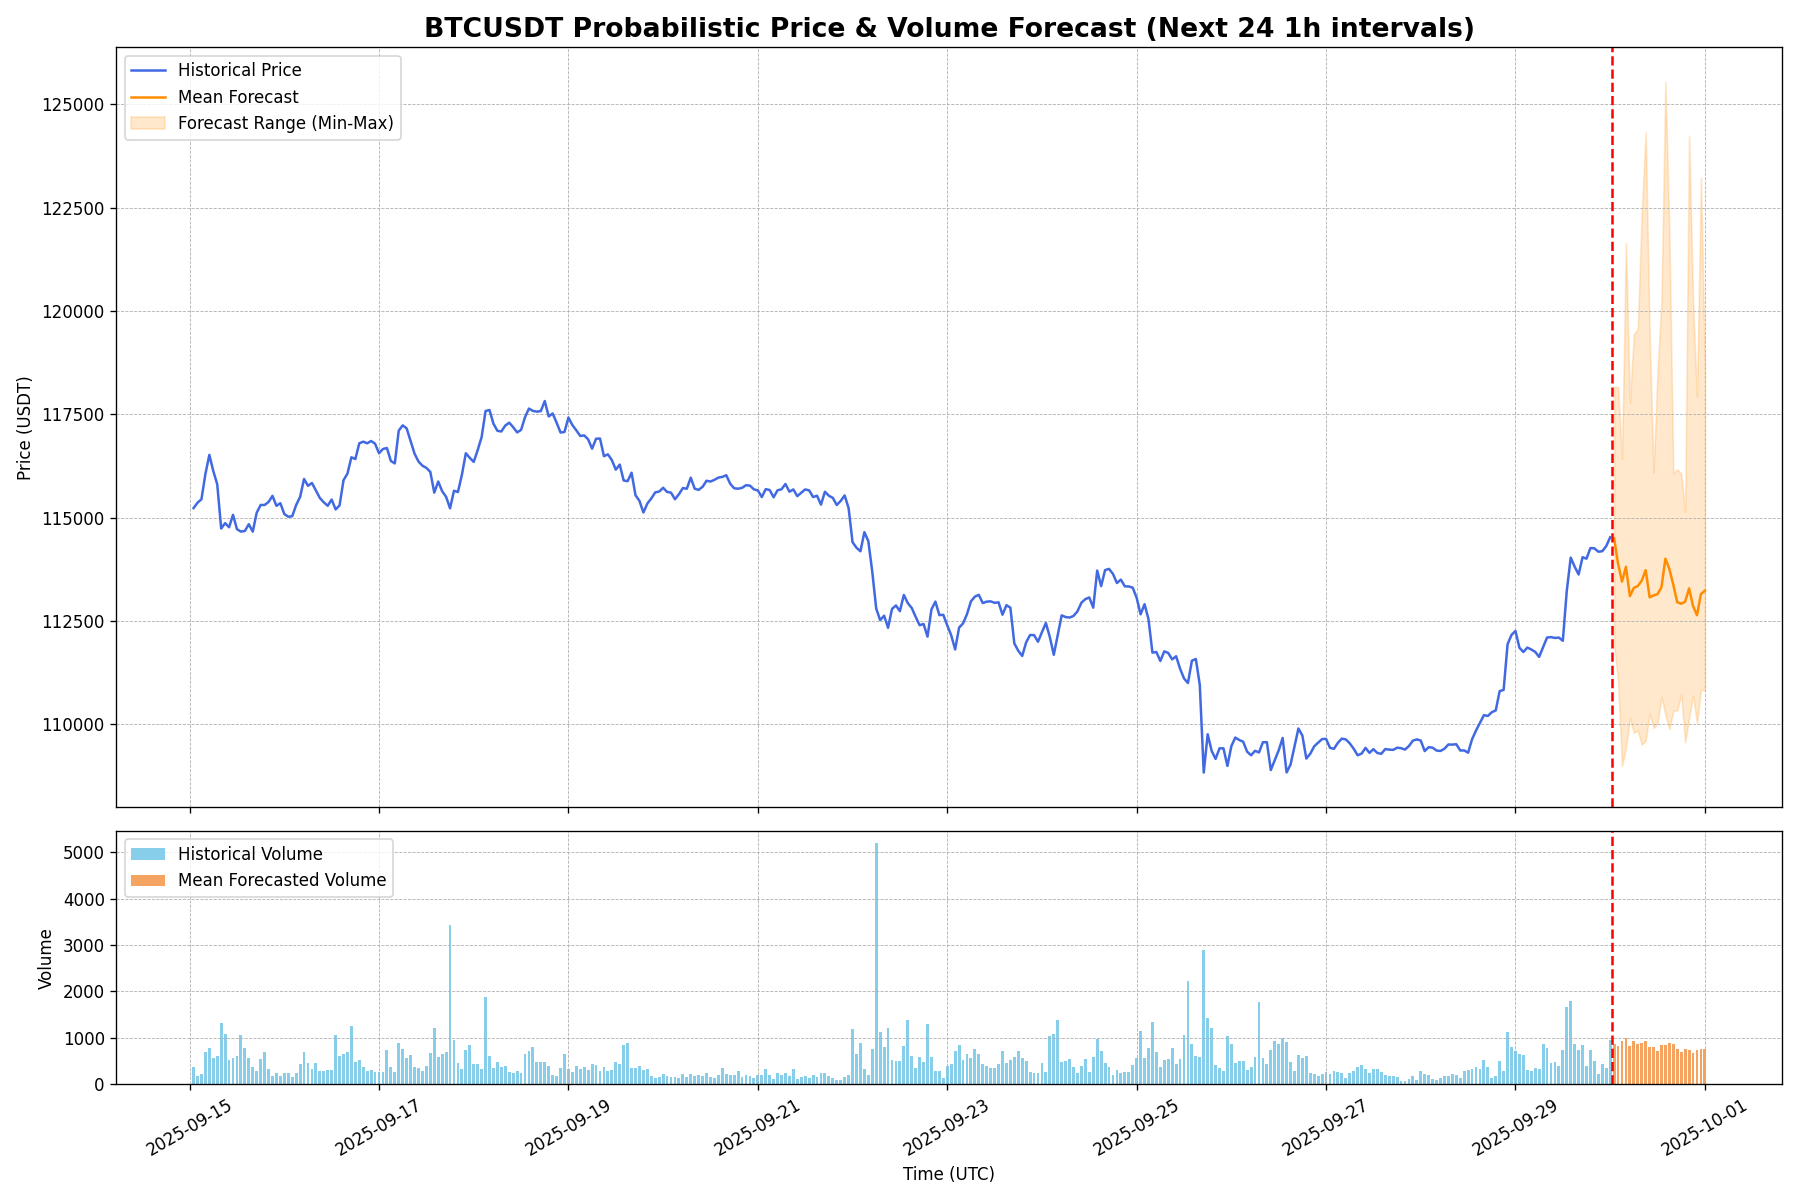 BTCUSDT Probabilistic Price & Volume Forecast (Next 24 1h intervals)
Historical Price
Mean Forecast
Forecast Range (Min-Max)
Price (USDT)
125000
122500
120000
117500
115000
112500
110000
Historical Volume
Mean Forecasted Volume
Volume
5000
4000
3000
2000
1000
0
2025-09-15
2025-09-17
2025-09-19
2025-09-21
2025-09-23
2025-09-25
2025-09-27
2025-09-29
2025-10-01
Time (UTC)